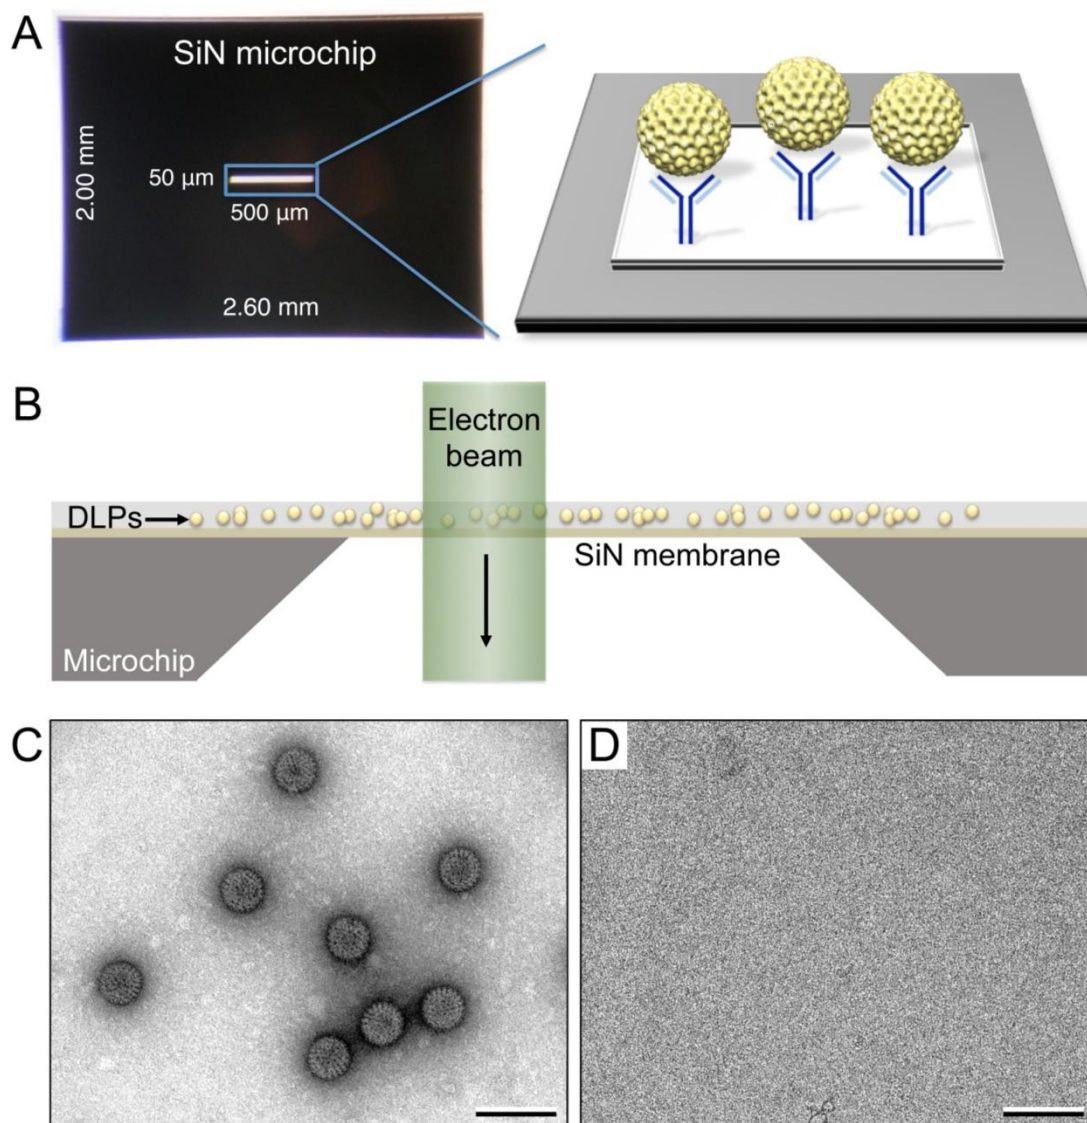 A
SiN microchip
2.00 mm
50 μm
500 μm
2.60 mm
B
Electron
beam
DLPs
SiN membrane
Microchip
C
D